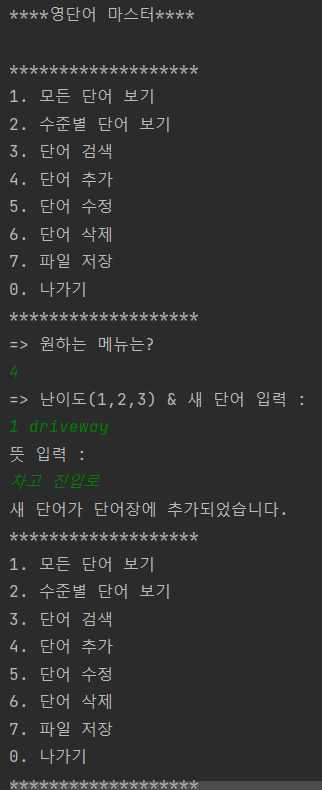 ****영단어 마스터****
*******************
1. 모든 단어 보기
2. 수준별 단어 보기
3. 단어 검색
4. 단어 추가
5. 단어 수정
6. 단어 삭제
7. 파일 저장
0. 나가기
*******************
=> 원하는 메뉴는?
4
=> 난이도(1,2,3) & 새 단어 입력 :
1 driveway
뜻 입력 :
차고 진입로
새 단어가 단어장에 추가되었습니다.
*******************
1. 모든 단어 보기
2. 수준별 단어 보기
3. 단어 검색
4. 단어 추가
5. 단어 수정
6. 단어 삭제
7. 파일 저장
0. 나가기
*******************